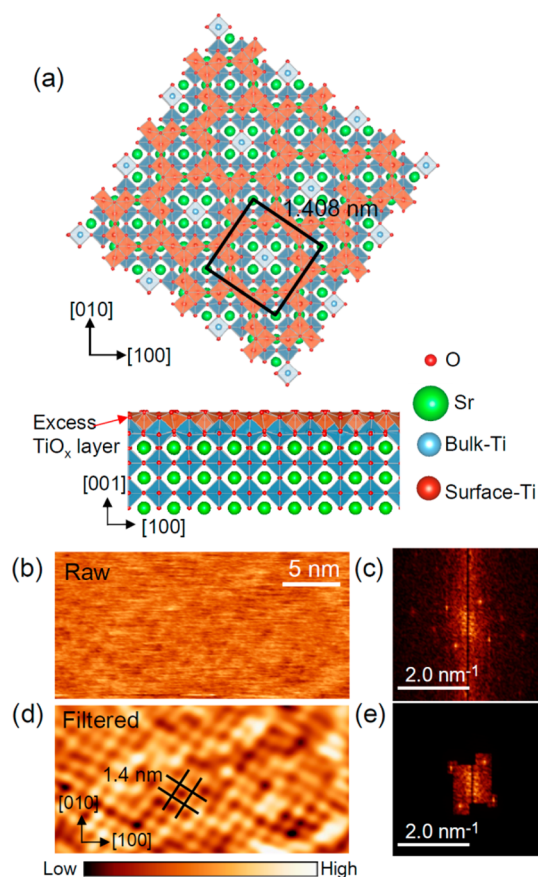 (a)
1.408 nm
[010]
[100]
O
Sr
Bulk-Ti
Surface-Ti
Excess
TiOx layer
[001]
[100]
(b)
Raw
5 nm
(c)
2.0 nm-1
(d)
Filtered
1.4 nm
[010]
[100]
(e)
2.0 nm-1
Low
High